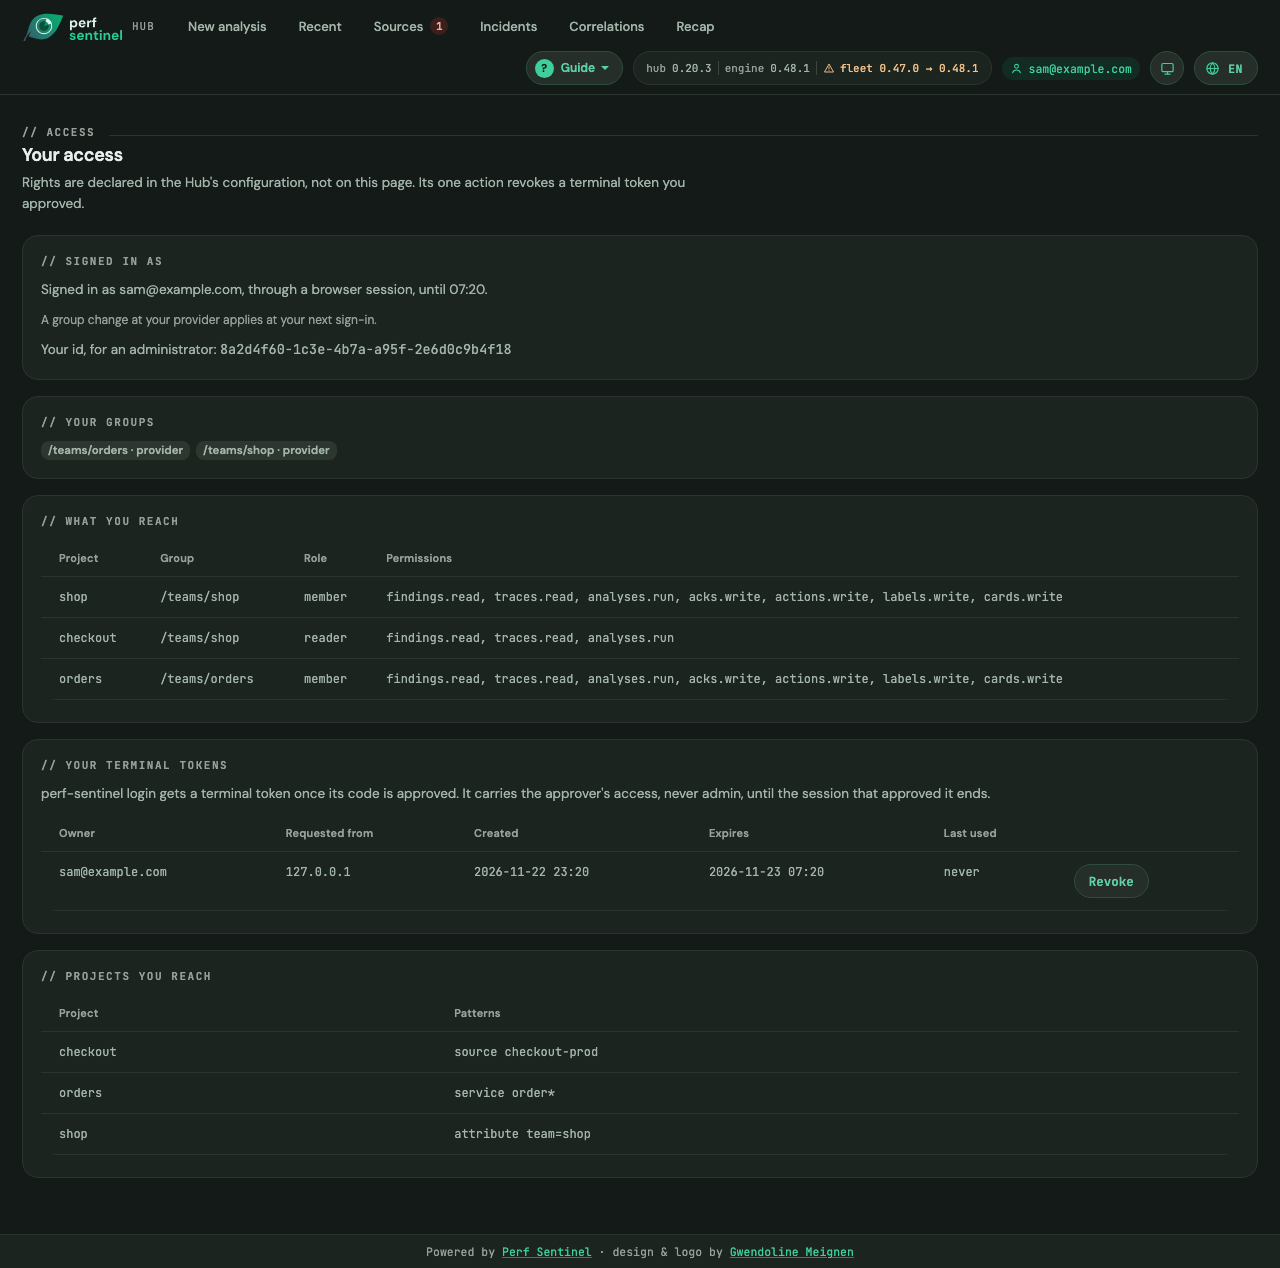 perf
sentinel
HUB
New analysis
Recent
Sources 1
Incidents
Correlations
Recap
? Guide
hub 0.20.3
engine 0.48.1
fleet 0.47.0 → 0.48.1
sam@example.com
EN
// ACCESS
Your access
Rights are declared in the Hub's configuration, not on this page. Its one action revokes a terminal token you
approved.
// SIGNED IN AS
Signed in as sam@example.com, through a browser session, until 07:20.
A group change at your provider applies at your next sign-in.
Your id, for an administrator: 8a2d4f60-1c3e-4b7a-a95f-2e6d0c9b4f18
// YOUR GROUPS
/teams/orders · provider /teams/shop · provider
// WHAT YOU REACH
Project Group Role Permissions
shop /teams/shop member findings.read, traces.read, analyses.run, acks.write, actions.write, labels.write, cards.write
checkout /teams/shop reader findings.read, traces.read, analyses.run
orders /teams/orders member findings.read, traces.read, analyses.run, acks.write, actions.write, labels.write, cards.write
// YOUR TERMINAL TOKENS
perf-sentinel login gets a terminal token once its code is approved. It carries the approver's access, never admin, until the session that approved it ends.
Owner Requested from Created Expires Last used
sam@example.com 127.0.0.1 2026-11-22 23:20 2026-11-23 07:20 never Revoke
// PROJECTS YOU REACH
Project Patterns
checkout source checkout-prod
orders service order*
shop attribute team=shop
Powered by Perf Sentinel · design & logo by Gwendoline Meignen